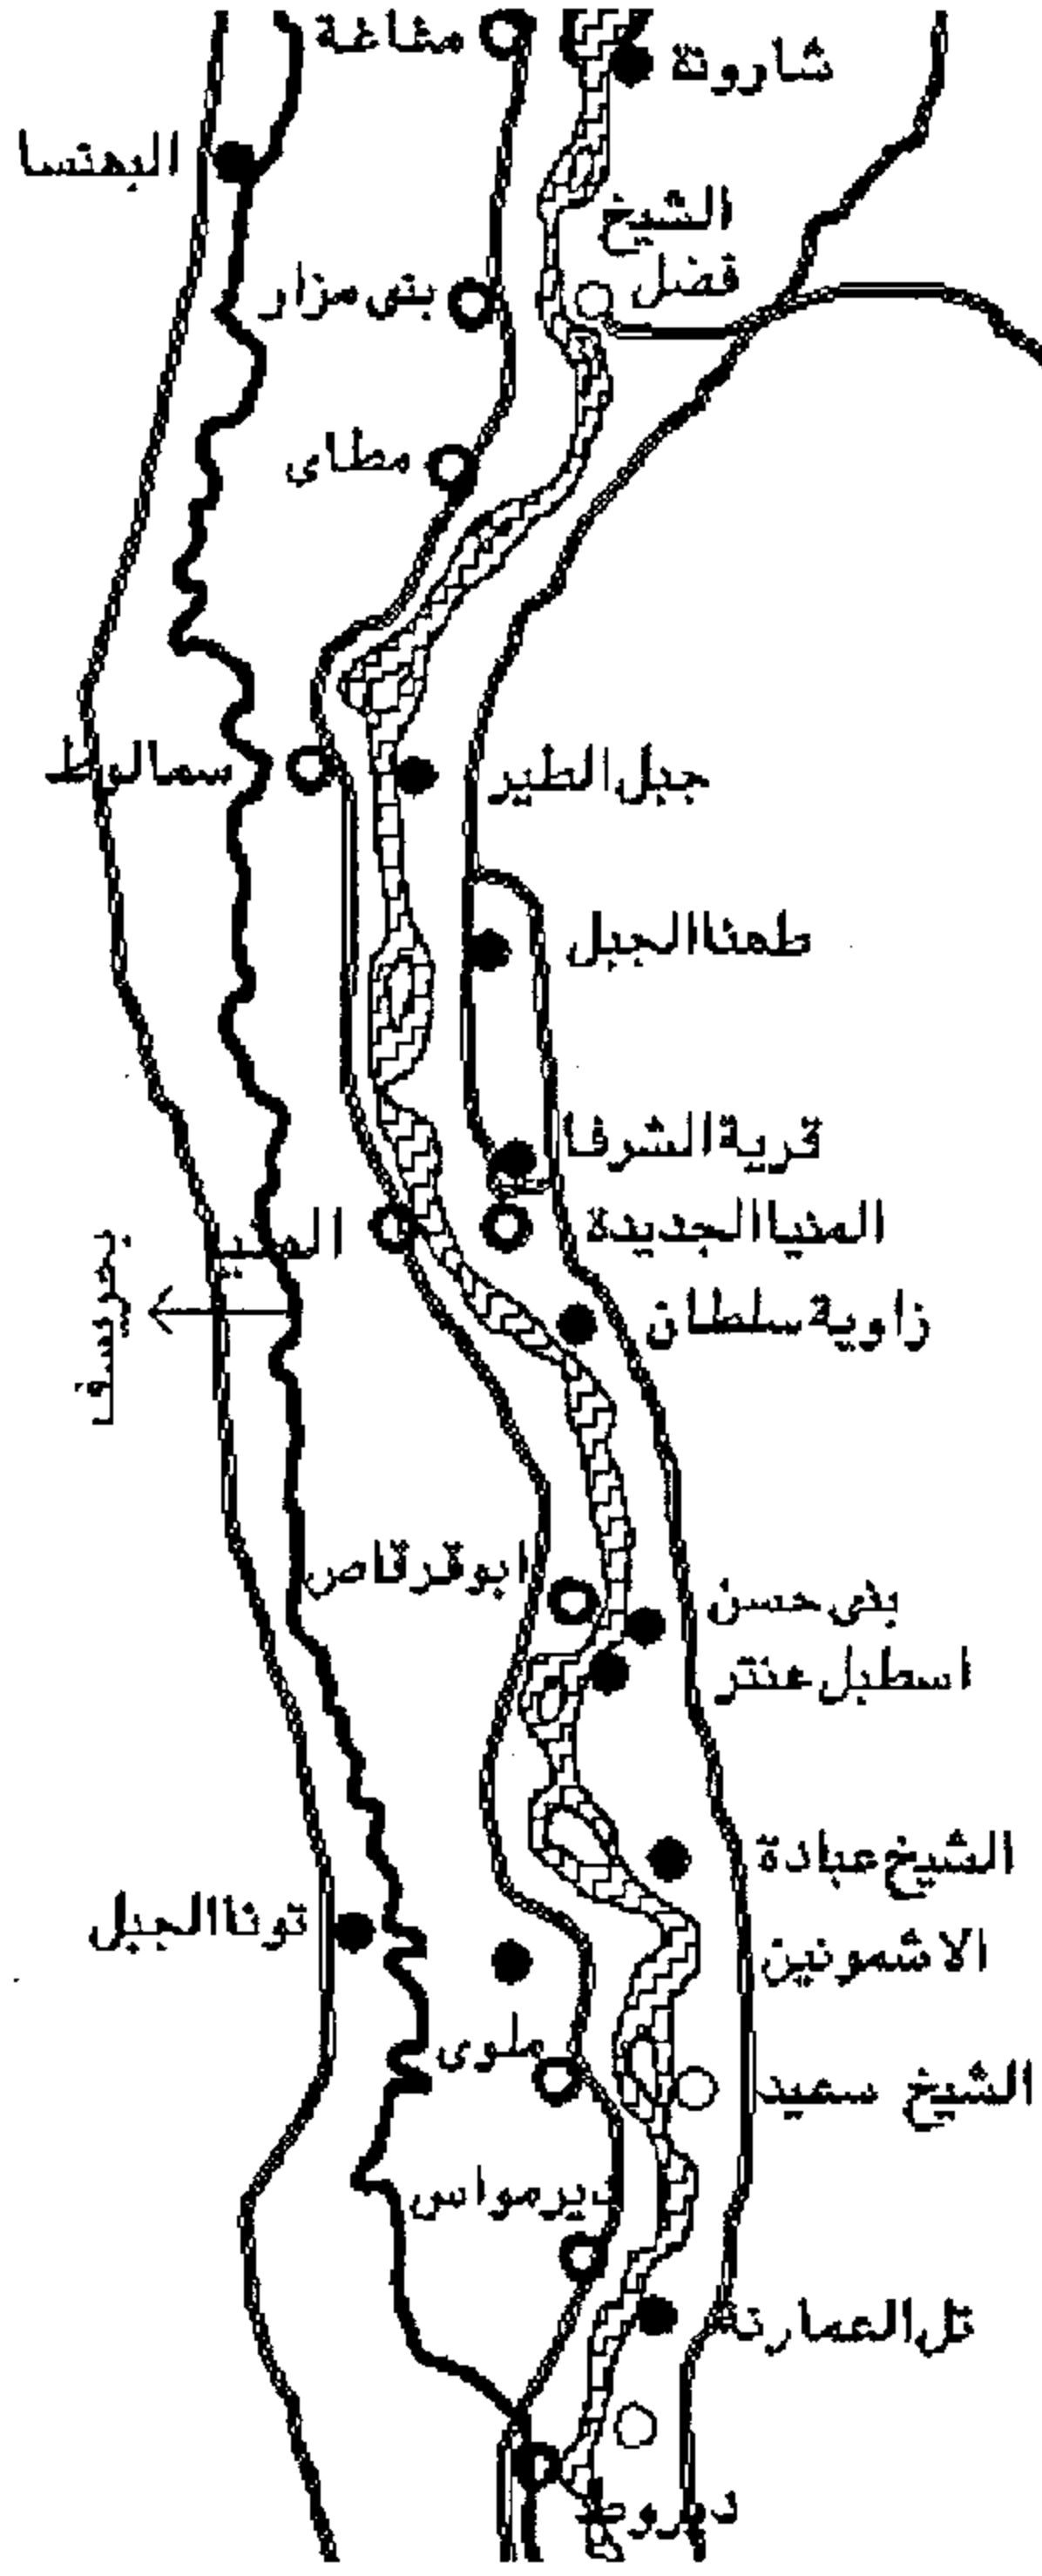 مغاغة
شارونة
البهنسا
الشيخ
فضل
بنى مزار
مطاى
سمالوط
جبل الطير
طهنا الجبل
قرية الشرفا
المنيا الجديدة
المنيا
بحر يوسف
زاوية سلطان
ابو قرقاص
بنى حسن
اسطبل عنتر
الشيخ عبادة
تونا الجبل
الاشمونين
ملوى
الشيخ سعيد
ديرمواس
تل العمارنة
ديروط